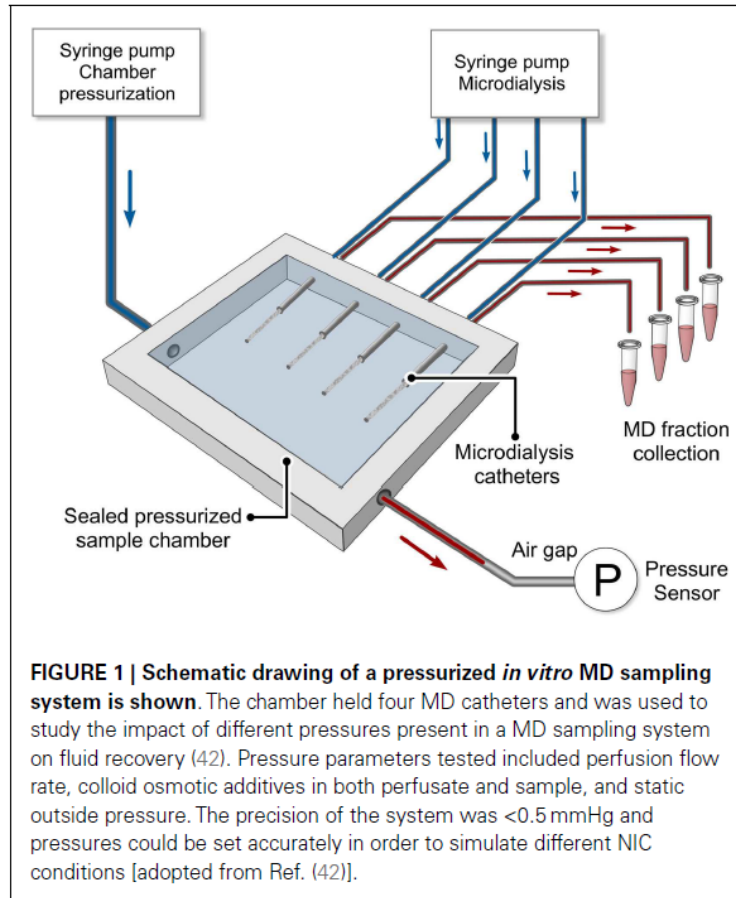 Syringe pump
Chamber
pressurization
Syringe pump
Microdialysis
MD fraction
collection
Microdialysis
catheters
Sealed pressurized
sample chamber
Air gap
P
Pressure
Sensor
FIGURE 1 | Schematic drawing of a pressurized in vitro MD sampling
system is shown. The chamber held four MD catheters and was used to
study the impact of different pressures present in a MD sampling system
on fluid recovery (42). Pressure parameters tested included perfusion flow
rate, colloid osmotic additives in both perfusate and sample, and static
outside pressure. The precision of the system was <0.5 mmHg and
pressures could be set accurately in order to simulate different NIC
conditions [adopted from Ref. (42)].